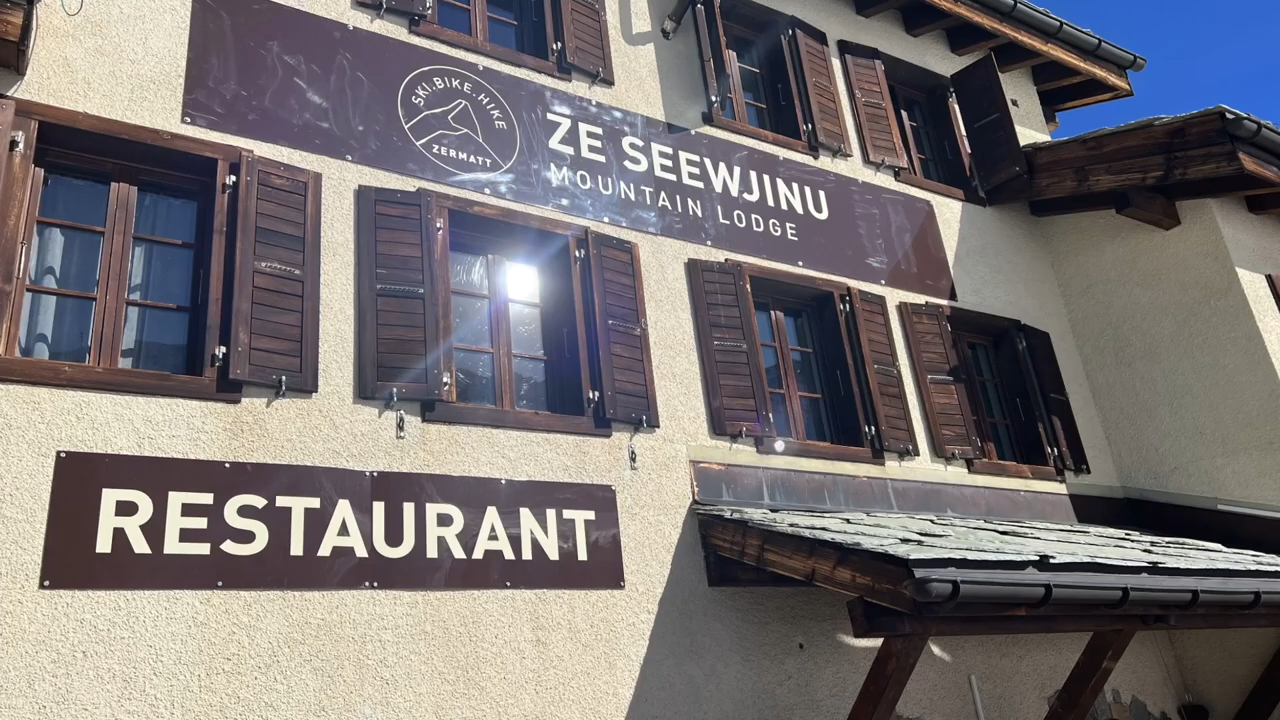 SKI.BIKE.HIKE
ZERMATT
ZE SEEWJINU
MOUNTAIN LODGE
RESTAURANT